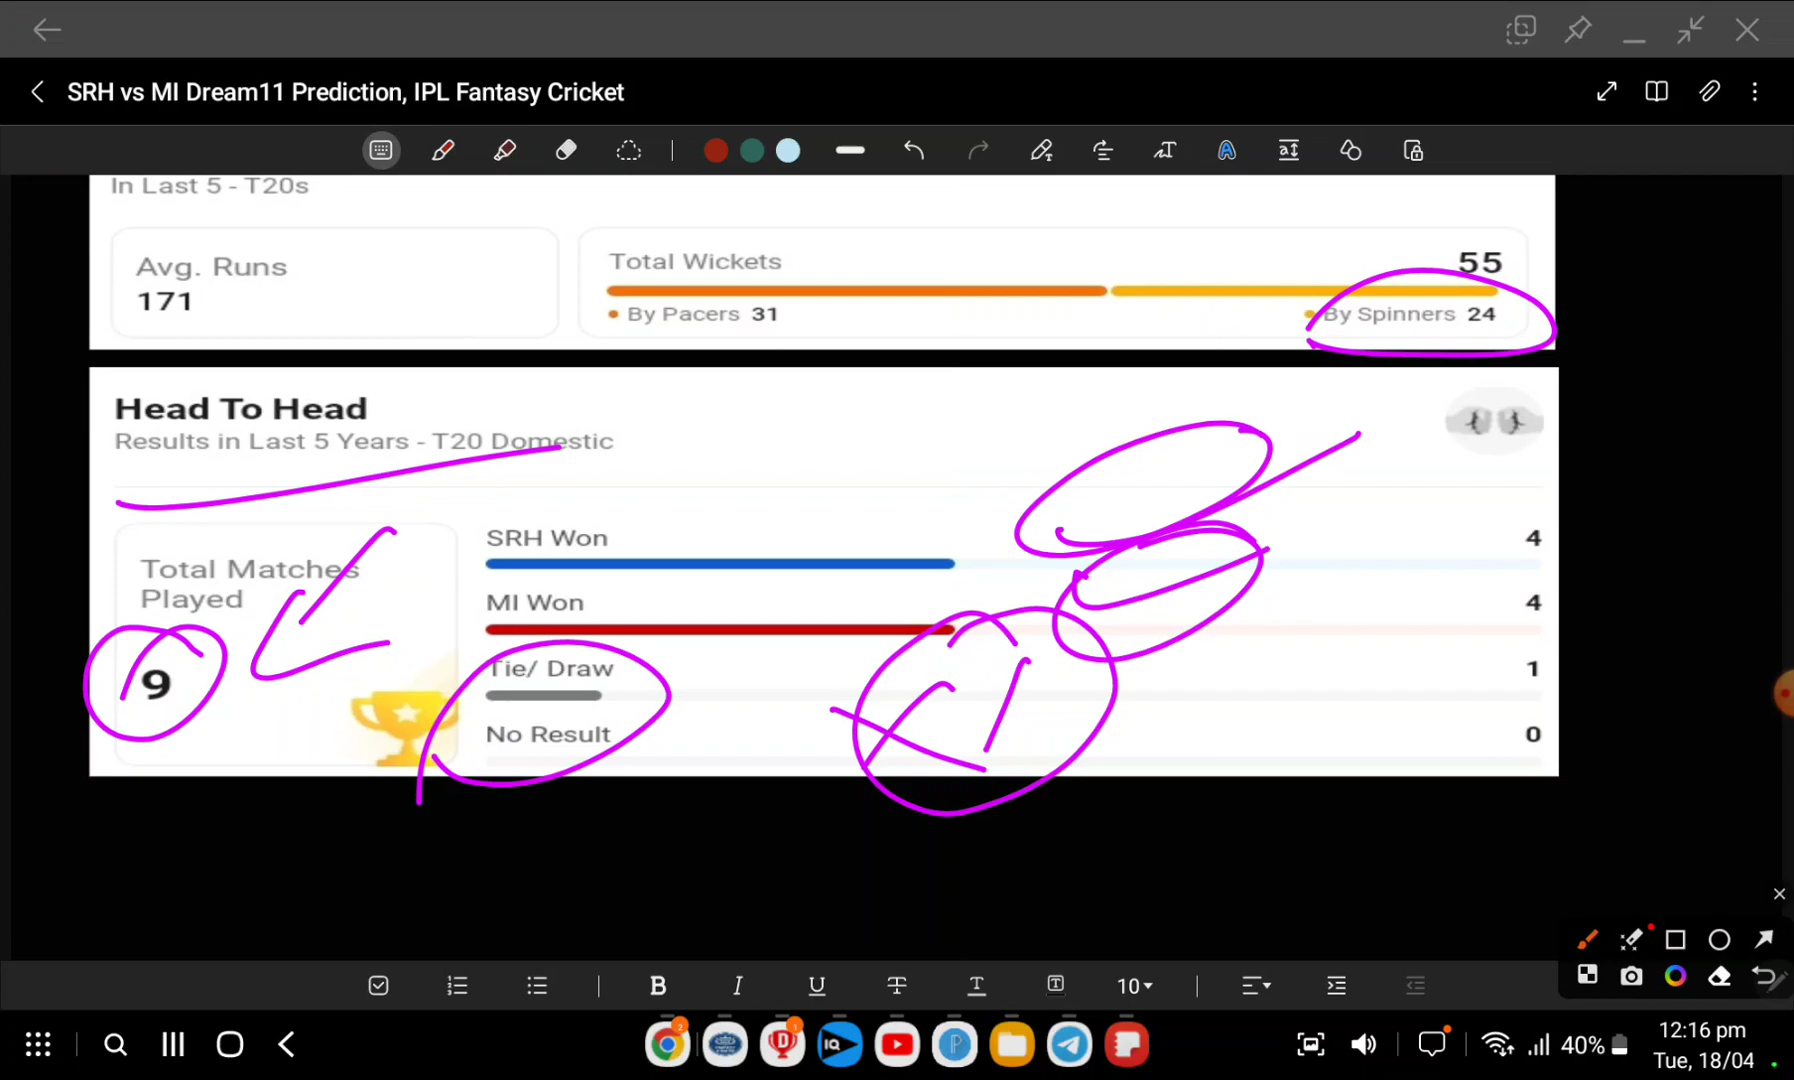 SRH vs MI Dream11 Prediction, IPL Fantasy Cricket
In Last 5 - T20s
Avg. Runs
171
Total Wickets
55
By Pacers 31
By Spinners 24
Head To Head
Results in Last 5 Years - T20 Domestic
Total Matches
Played
9
SRH Won
4
MI Won
4
Tie/ Draw
1
No Result
0
B I U T T T 10
2
1
IQ
40%
12:16 pm
Tue, 18/04